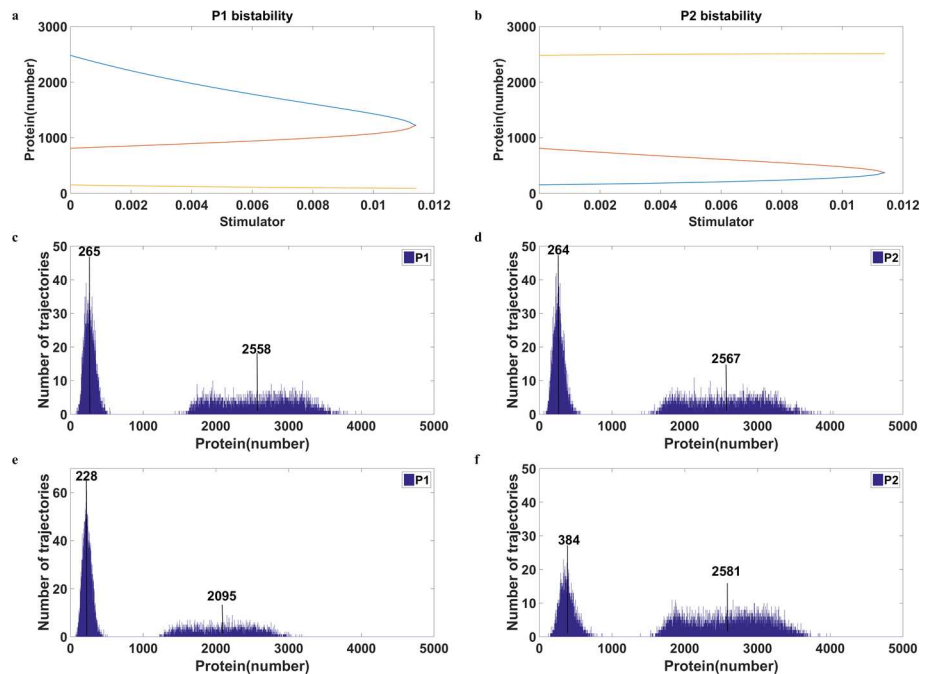 a
P1 bistability
3000
2000
1000
0
Protein(number)
0 0.002 0.004 0.006 0.008 0.01 0.012
Stimulator
b
P2 bistability
3000
2000
1000
0
Protein(number)
0 0.002 0.004 0.006 0.008 0.01 0.012
Stimulator
c
50
40
30
20
10
0
Number of trajectories
265
2558
P1
0 1000 2000 3000 4000 5000
Protein(number)
d
50
40
30
20
10
0
Number of trajectories
264
2567
P2
0 1000 2000 3000 4000 5000
Protein(number)
e
60
40
20
0
Number of trajectories
228
2095
P1
0 1000 2000 3000 4000 5000
Protein(number)
f
50
40
30
20
10
0
Number of trajectories
384
2581
P2
0 1000 2000 3000 4000 5000
Protein(number)